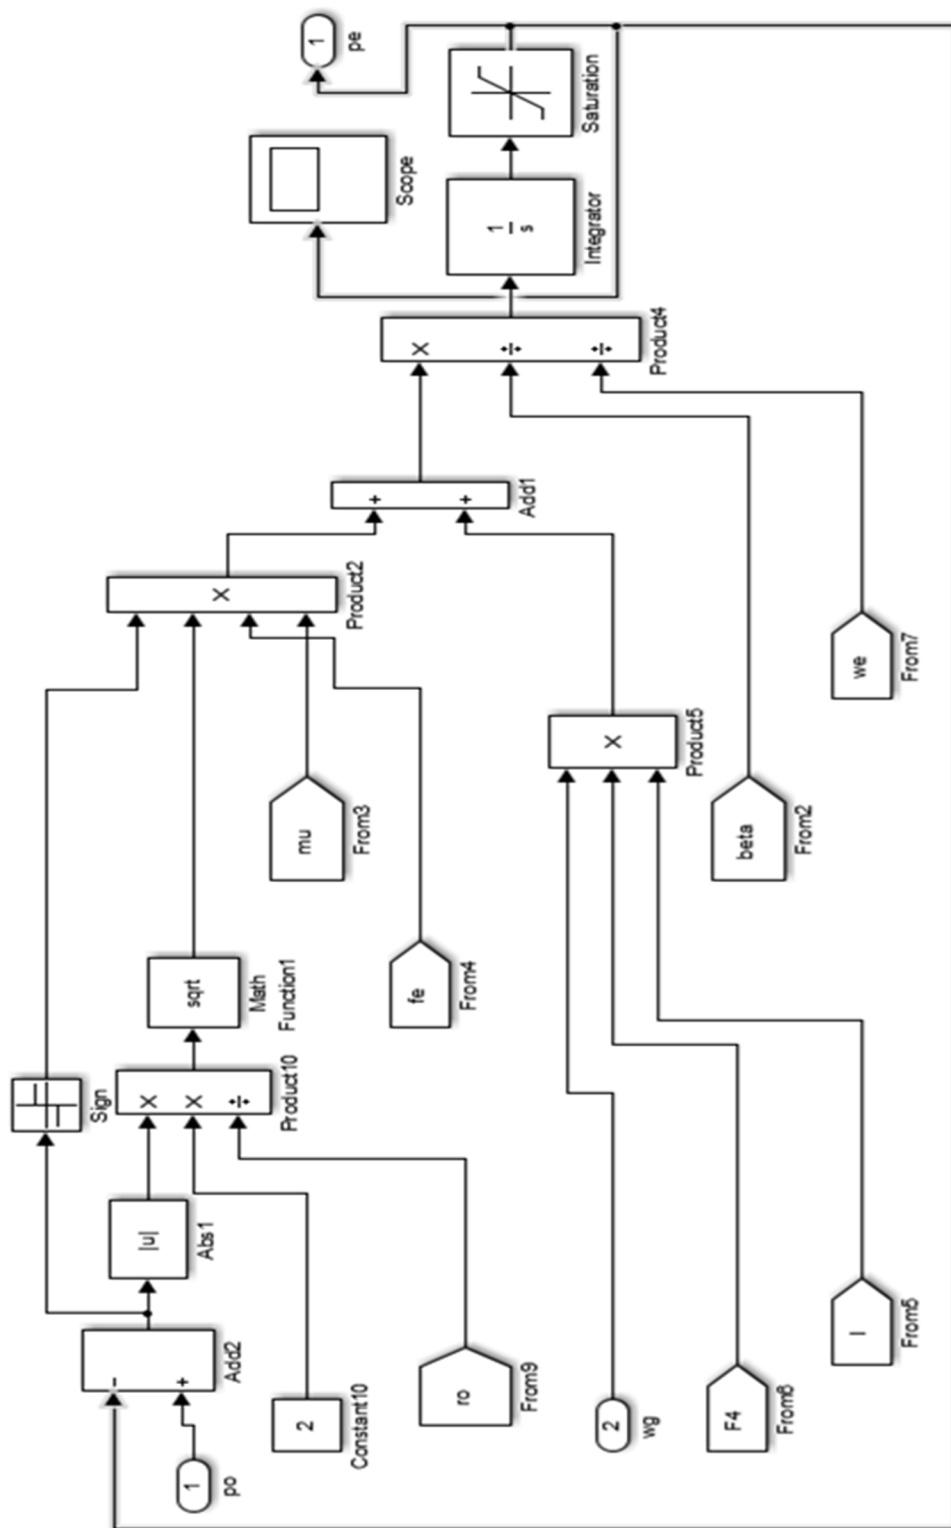 1
pe
Scope
Saturation
1
s
Integrator
X
÷
÷
Product4
+
+
Add1
X
Product2
we
From7
X
Product5
beta
From2
mu
From3
fe
From4
sqrt
Math
Function1
Sign
X
X
÷
Product10
|u|
Abs1
-
+
Add2
1
po
2
Constant10
ro
From9
2
wg
F4
From6
l
From5